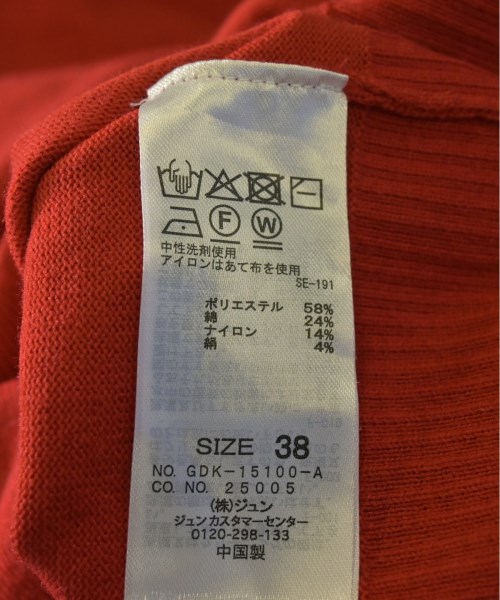 F W
中性洗剤使用
アイロンはあて布を使用
SE-191
ポリエステル 58%
綿 24%
ナイロン 14%
絹 4%
SIZE 38
NO. GDK-15100-A
CO. NO. 25005
(株)ジュン
ジュンカスタマーセンター
0120-298-133
中国製